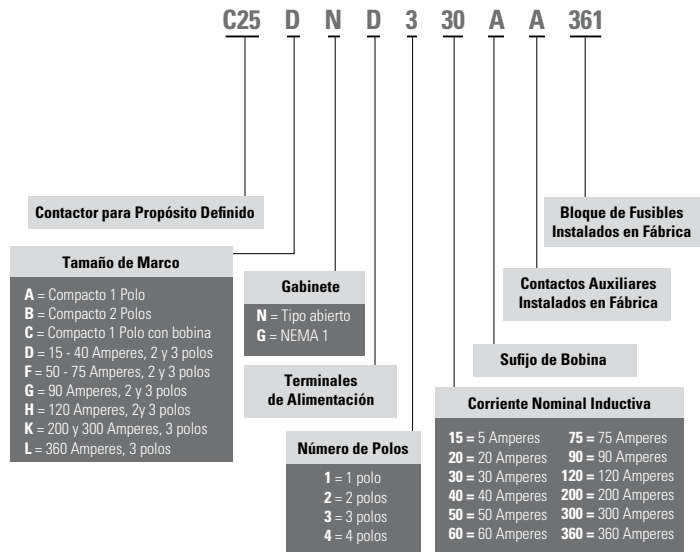 C25 D N D 3 30 A A 361
Contactor para Propósito Definido
Tamaño de Marco
A = Compacto 1 Polo
B = Compacto 2 Polos
C = Compacto 1 Polo con bobina
D = 15 - 40 Amperes, 2 y 3 polos
F = 50 - 75 Amperes, 2 y 3 polos
G = 90 Amperes, 2 y 3 polos
H = 120 Amperes, 2y 3 polos
K = 200 y 300 Amperes, 3 polos
L = 360 Amperes, 3 polos
Gabinete
N = Tipo abierto
G = NEMA 1
Terminales
de Alimentación
Número de Polos
1 = 1 polo
2 = 2 polos
3 = 3 polos
4 = 4 polos
Bloque de Fusibles
Instalados en Fábrica
Contactos Auxiliares
Instalados en Fábrica
Sufijo de Bobina
Corriente Nominal Inductiva
15 = 5 Amperes
20 = 20 Amperes
30 = 30 Amperes
40 = 40 Amperes
50 = 50 Amperes
60 = 60 Amperes
75 = 75 Amperes
90 = 90 Amperes
120 = 120 Amperes
200 = 200 Amperes
300 = 300 Amperes
360 = 360 Amperes